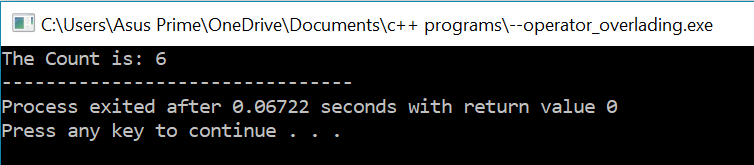 C:\Users\Asus Prime\OneDrive\Documents\c++ programs\--operator_overlading.exe
The Count is: 6
--------------------------------
Process exited after 0.06722 seconds with return value 0
Press any key to continue . . .